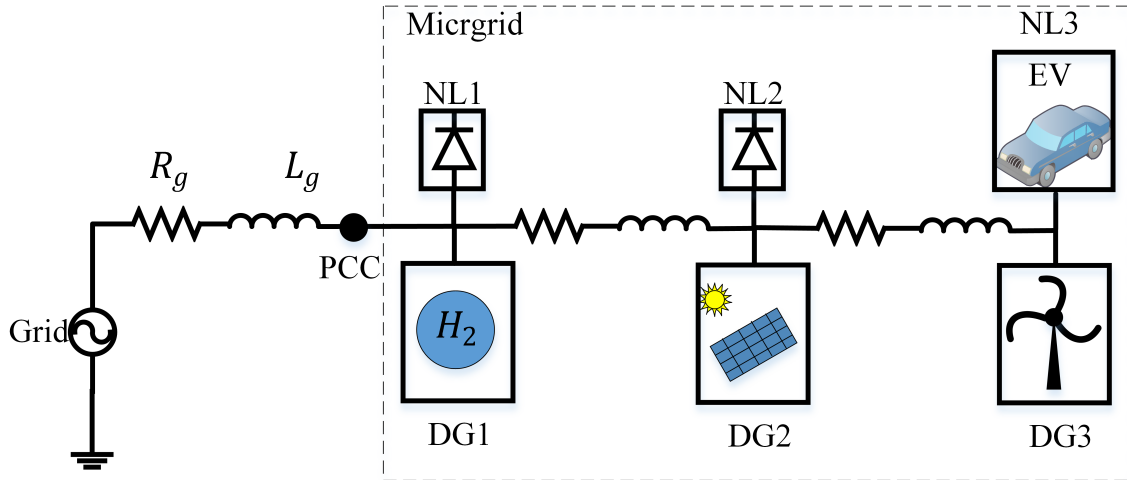 Micrgrid
NL3
EV
NL1
NL2
R_g
L_g
PCC
Grid
H_2
DG1
DG2
DG3